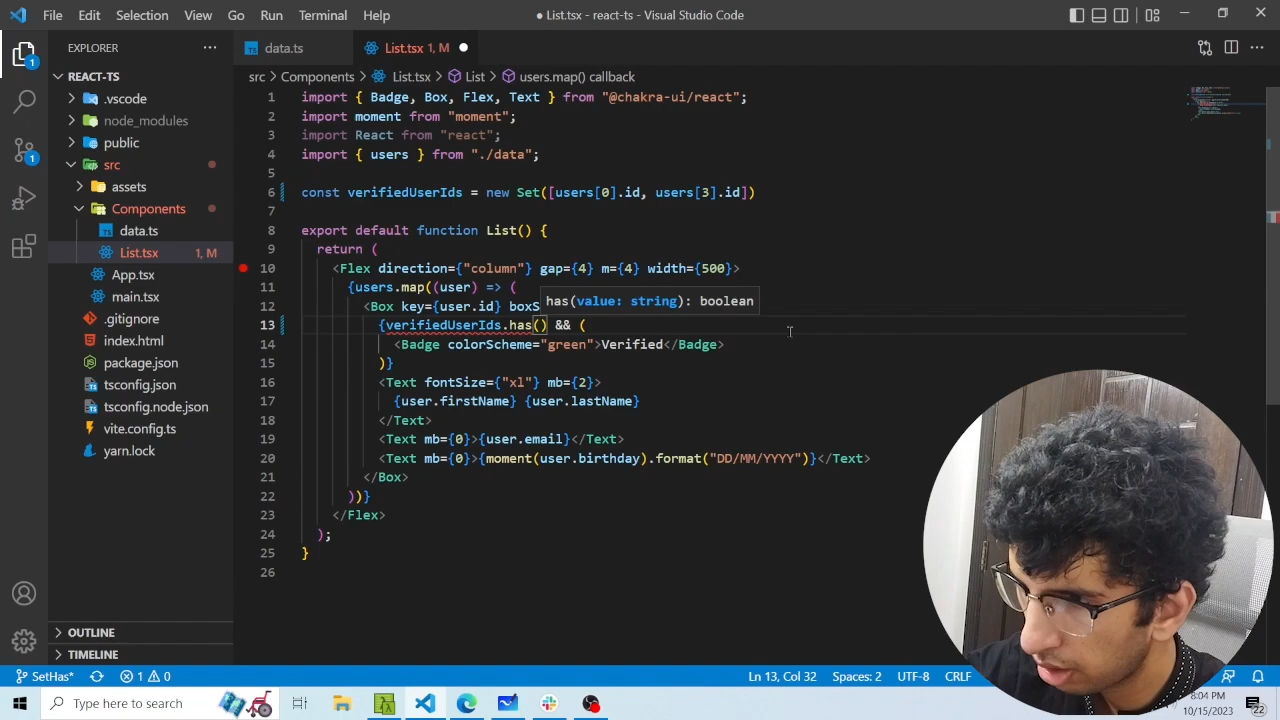 File Edit Selection View Go Run Terminal Help
● List.tsx - react-ts - Visual Studio Code
EXPLORER
data.ts
List.tsx 1, M
REACT-TS
.vscode
node_modules
public
src
assets
Components
data.ts
List.tsx 1, M
App.tsx
main.tsx
.gitignore
index.html
package.json
tsconfig.json
tsconfig.node.json
vite.config.ts
yarn.lock
OUTLINE
TIMELINE
src > Components > List.tsx > List > users.map() callback
1 import { Badge, Box, Flex, Text } from "@chakra-ui/react";
2 import moment from "moment";
3 import React from "react";
4 import { users } from "./data";
5
6 const verifiedUserIds = new Set([users[0].id, users[3].id])
7
8 export default function List() {
9 return (
10 <Flex direction={"column"} gap={4} m={4} width={500}>
11 {users.map((user) => (
has(value: string): boolean
12 <Box key={user.id} boxS
13 {verifiedUserIds.has() && (
14 <Badge colorScheme="green">Verified</Badge>
15 )}
16 <Text fontSize={"xl"} mb={2}>
17 {user.firstName} {user.lastName}
18 </Text>
19 <Text mb={0}>{user.email}</Text>
20 <Text mb={0}>{moment(user.birthday).format("DD/MM/YYYY")}</Text>
21 </Box>
22 ))}
23 </Flex>
24 );
25 }
26
SetHas* 1 0 Ln 13, Col 32 Spaces: 2 UTF-8 CRLF
Type here to search
8:04 PM
10/15/2023
22